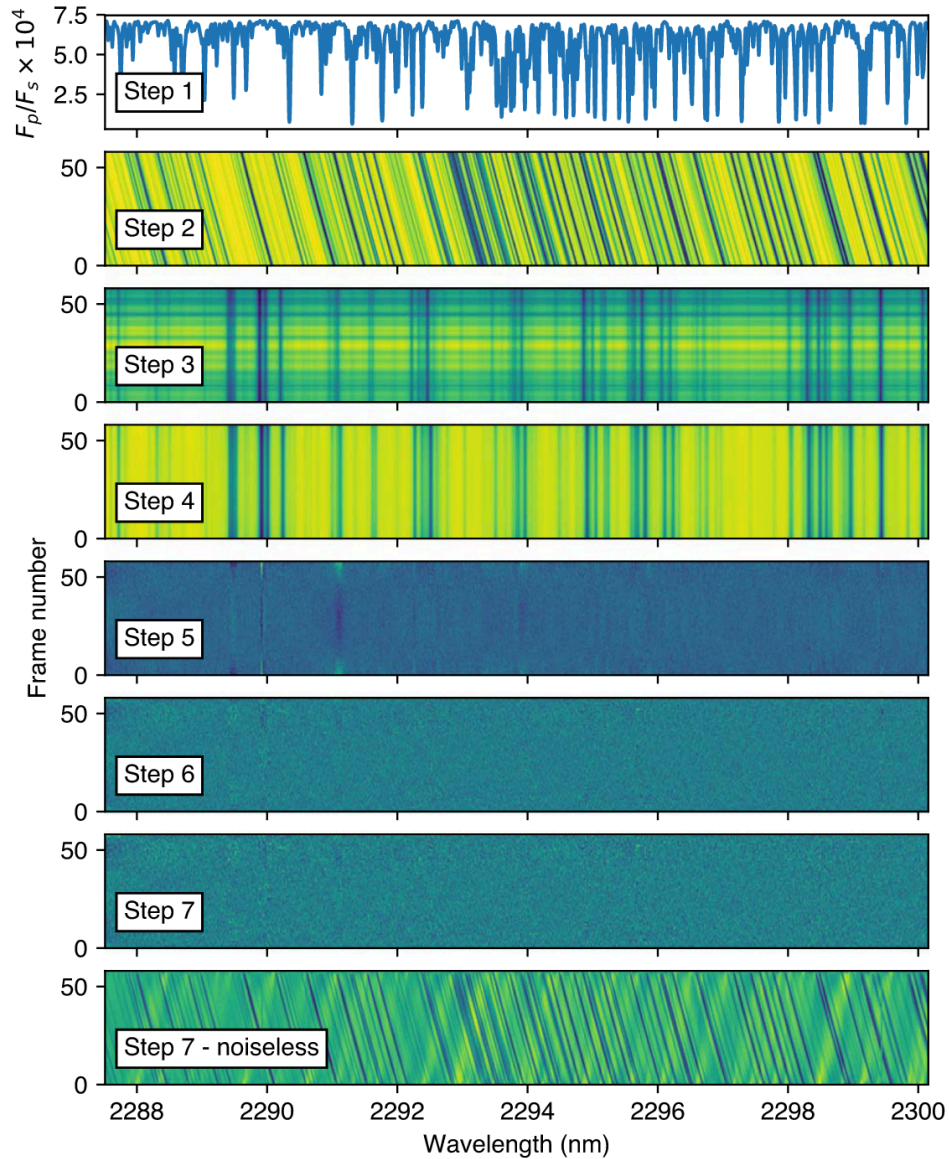 7.5
5.0
2.5
F_p/F_s × 10^4
Step 1
50
0
Step 2
50
0
Step 3
50
0
Step 4
50
0
Step 5
50
0
Step 6
50
0
Step 7
50
0
Step 7 - noiseless
Frame number
2288 2290 2292 2294 2296 2298 2300
Wavelength (nm)